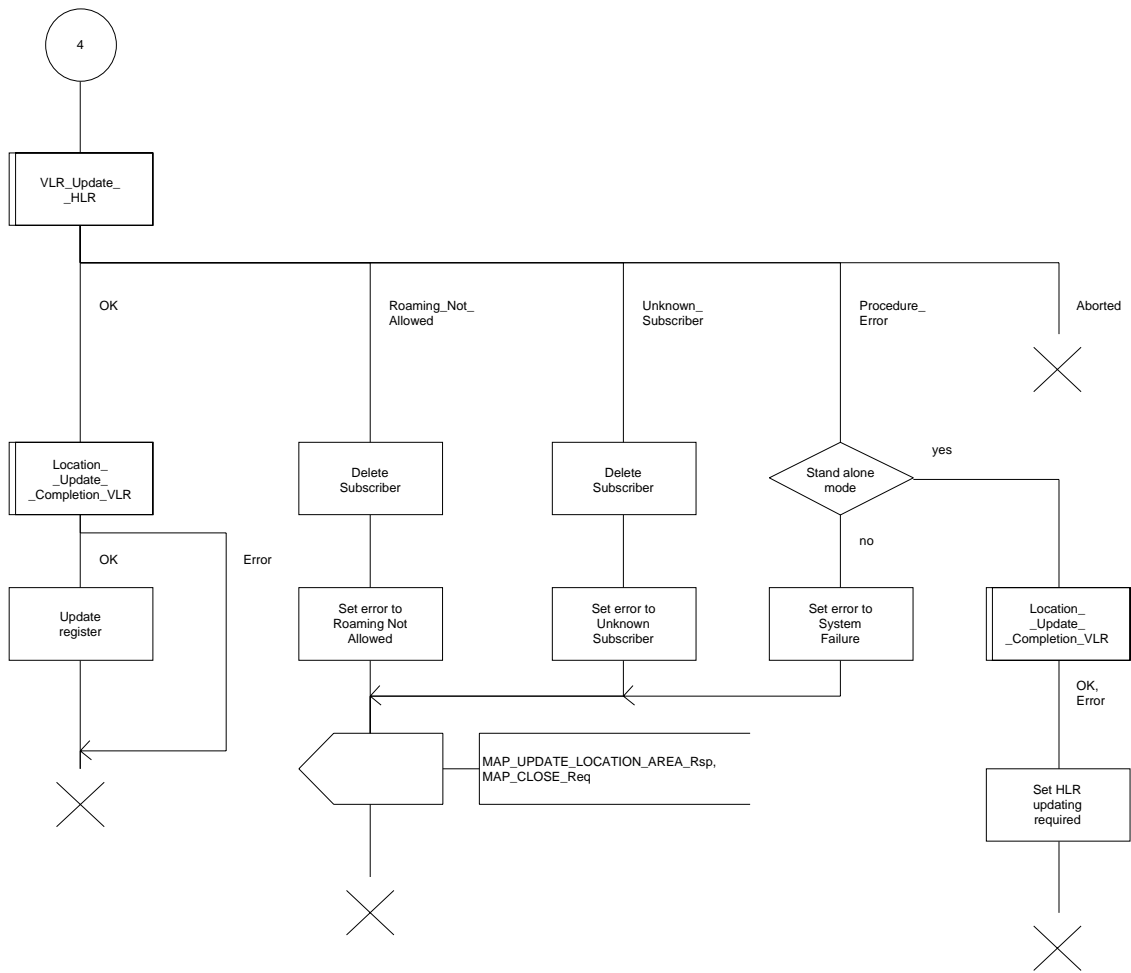 4
VLR_Update_
_HLR
OK
Roaming_Not_
Allowed
Unknown_
Subscriber
Procedure_
Error
Aborted
Location_
_Update_
_Completion_VLR
Delete
Subscriber
Delete
Subscriber
Stand alone
mode
yes
no
OK
Error
Update
register
Set error to
Roaming Not
Allowed
Set error to
Unknown
Subscriber
Set error to
System
Failure
Location_
_Update_
_Completion_VLR
OK,
Error
MAP_UPDATE_LOCATION_AREA_Rsp,
MAP_CLOSE_Req
Set HLR
updating
required